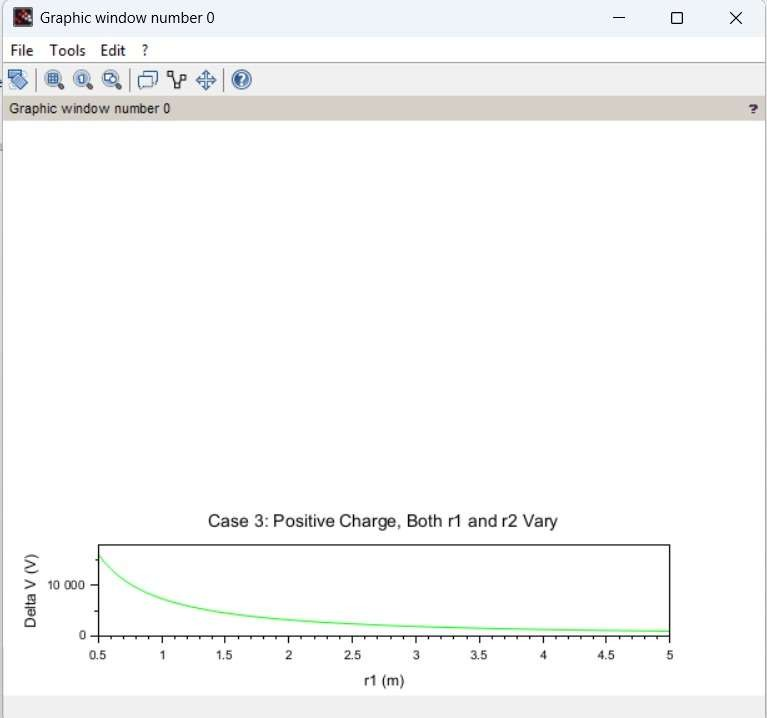 Graphic window number 0
File Tools Edit ?
Graphic window number 0 ?
Case 3: Positive Charge, Both r1 and r2 Vary
Delta V (V)
10 000
0
0.5 1 1.5 2 2.5 3 3.5 4 4.5 5
r1 (m)